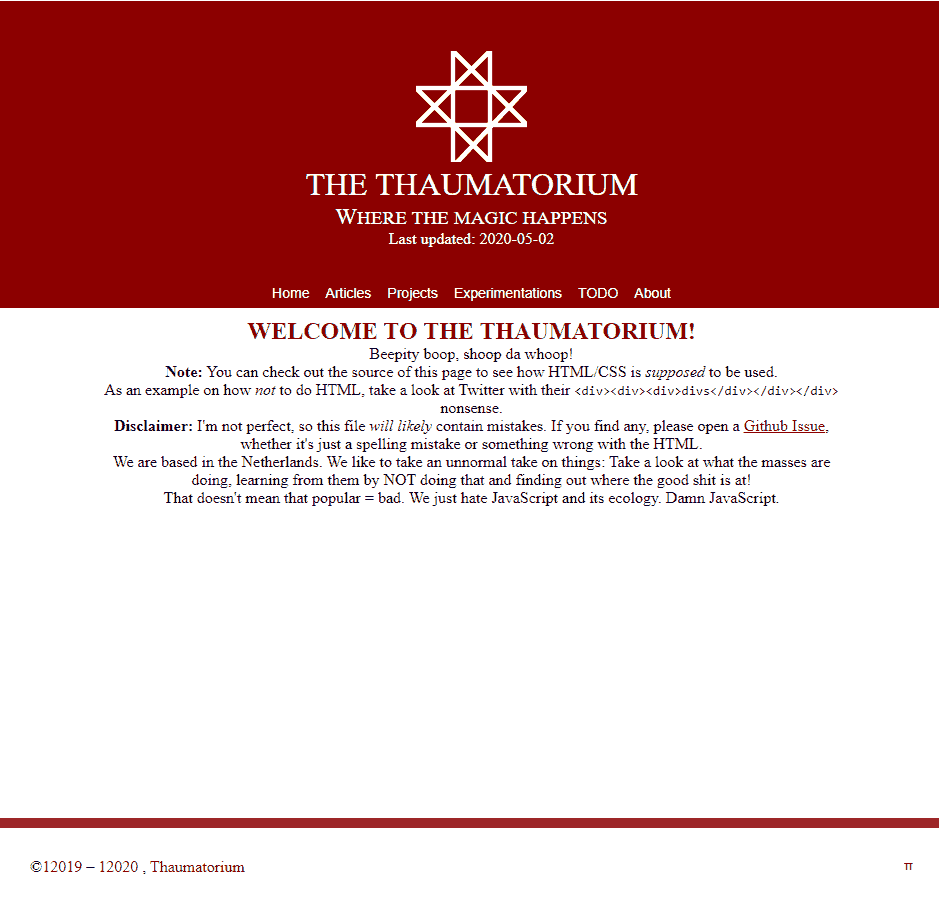 THE THAUMATORIUM
WHERE THE MAGIC HAPPENS
Last updated: 2020-05-02
Home Articles Projects Experimentations TODO About
WELCOME TO THE THAUMATORIUM!
Beepity boop, shoop da whoop!
Note: You can check out the source of this page to see how HTML/CSS is supposed to be used.
As an example on how not to do HTML, take a look at Twitter with their <div><div><div>divs</div></div></div>
nonsense.
Disclaimer: I'm not perfect, so this file will likely contain mistakes. If you find any, please open a Github Issue,
whether it's just a spelling mistake or something wrong with the HTML.
We are based in the Netherlands. We like to take an unnormal take on things: Take a look at what the masses are
doing, learning from them by NOT doing that and finding out where the good shit is at!
That doesn't mean that popular = bad. We just hate JavaScript and its ecology. Damn JavaScript.
©12019 – 12020 , Thaumatorium π